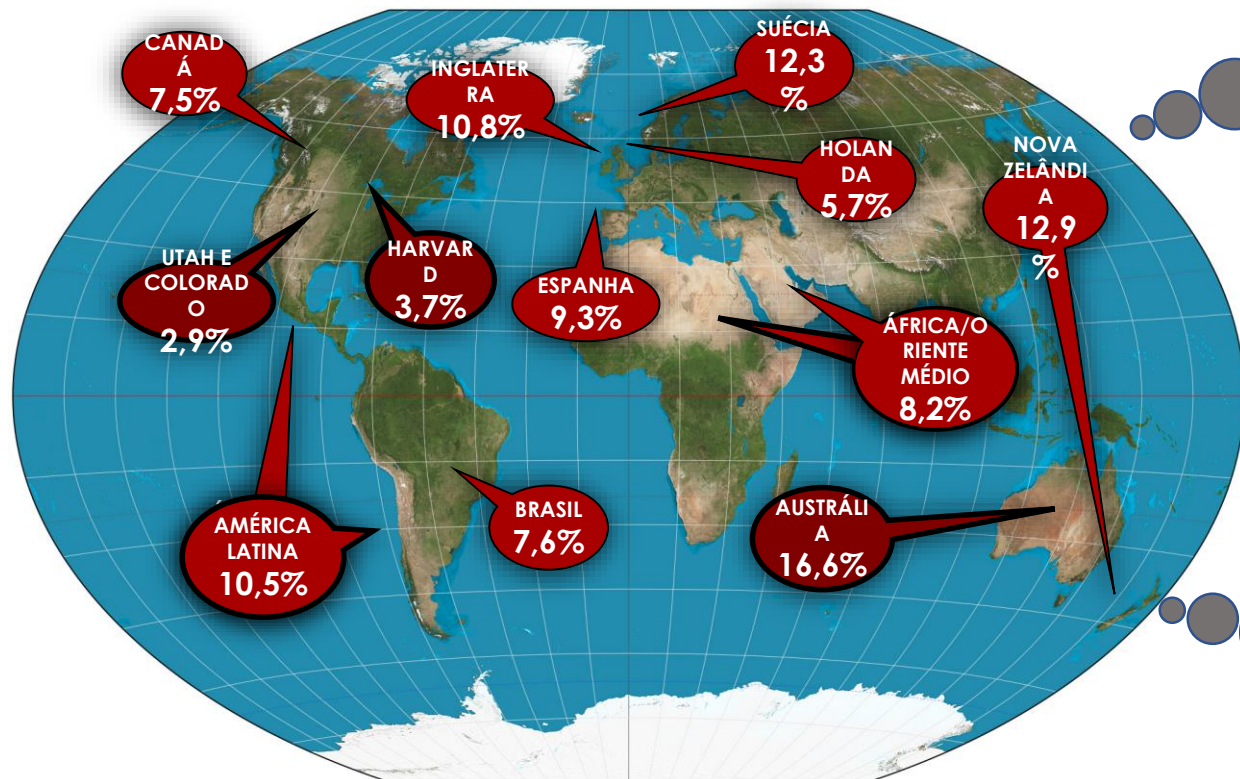 CANAD
Á
7,5%
INGLATER
RA
10,8%
SUÉCIA
12,3
%
HOLAN
DA
5,7%
NOVA
ZELÂNDI
A
12,9
%
UTAH E
COLORAD
O
2,9%
HARVAR
D
3,7%
ESPANHA
9,3%
ÁFRICA/O
RIENTE
MÉDIO
8,2%
AMÉRICA
LATINA
10,5%
BRASIL
7,6%
AUSTRÁLI
A
16,6%